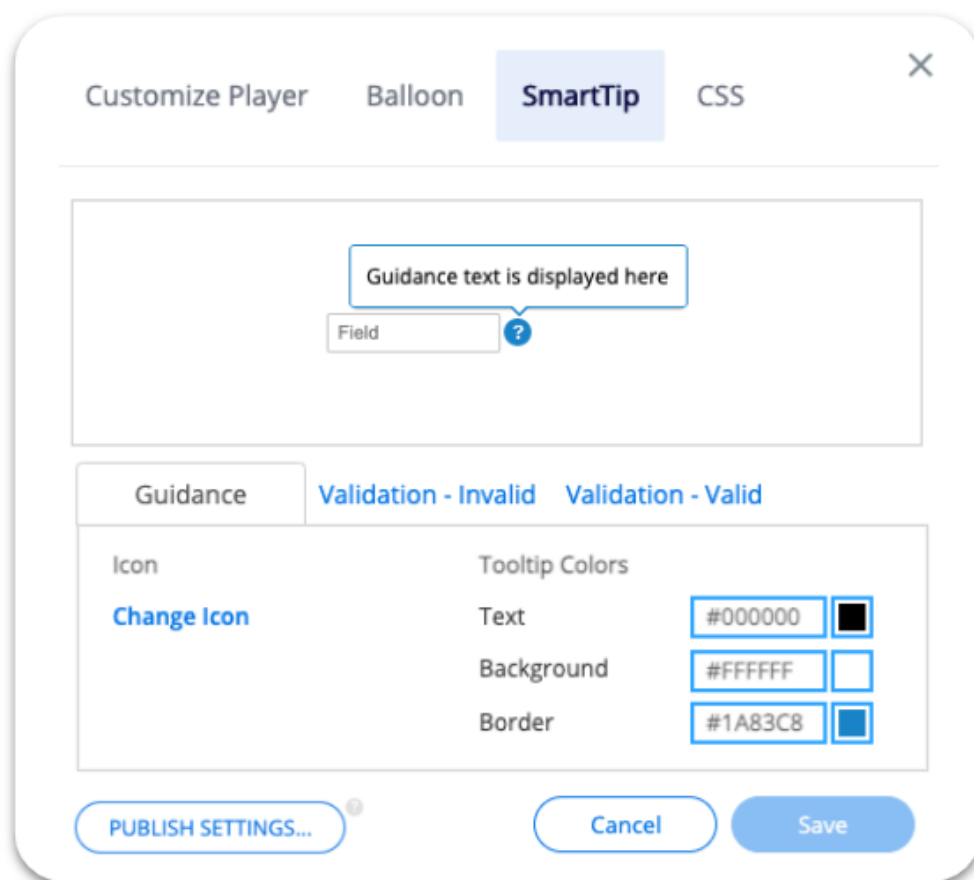 Customize Player Balloon SmartTip CSS
Guidance text is displayed here
Field ?
Guidance Validation - Invalid Validation - Valid
Icon Tooltip Colors
Change Icon Text #000000
Background #FFFFFF
Border #1A83C8
PUBLISH SETTINGS... ? Cancel Save